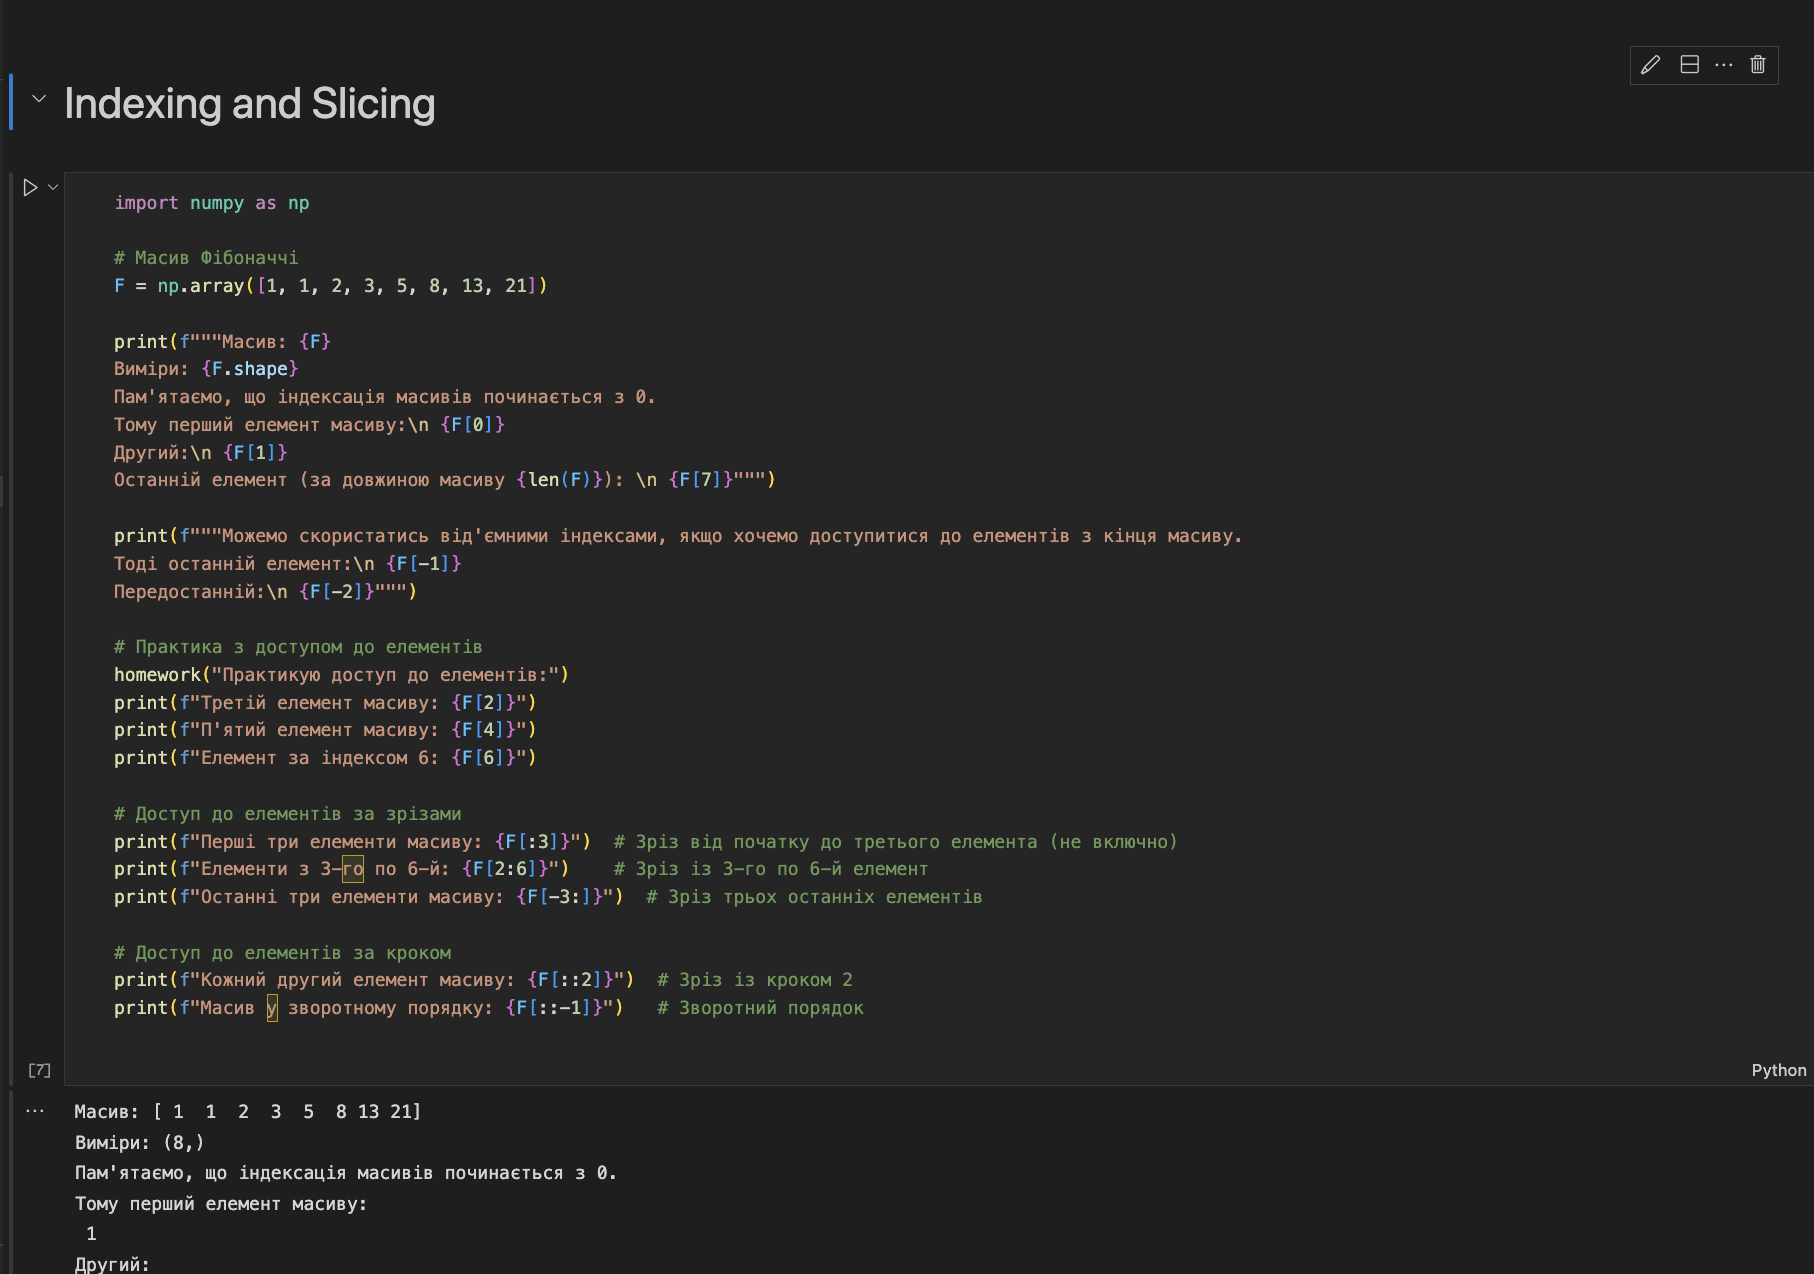 Indexing and Slicing
import numpy as np
# Масив Фібоначчі
F = np.array([1, 1, 2, 3, 5, 8, 13, 21])
print(f"""Масив: {F}
Виміри: {F.shape}
Пам'ятаємо, що індексація масивів починається з 0.
Тому перший елемент масиву:\n {F[0]}
Другий:\n {F[1]}
Останній елемент (за довжиною масиву {len(F)}): \n {F[7]}""")
print(f"""Можемо скористатись від'ємними індексами, якщо хочемо доступитися до елементів з кінця масиву.
Тоді останній елемент:\n {F[-1]}
Передостанній:\n {F[-2]}""")
# Практика з доступом до елементів
homework("Практикую доступ до елементів:")
print(f"Третій елемент масиву: {F[2]}")
print(f"П'ятий елемент масиву: {F[4]}")
print(f"Елемент за індексом 6: {F[6]}")
# Доступ до елементів за зрізами
print(f"Перші три елементи масиву: {F[:3]}")  # Зріз від початку до третього елемента (не включно)
print(f"Елементи з 3-го по 6-й: {F[2:6]}")    # Зріз із 3-го по 6-й елемент
print(f"Останні три елементи масиву: {F[-3:]}")  # Зріз трьох останніх елементів
# Доступ до елементів за кроком
print(f"Кожний другий елемент масиву: {F[::2]}")  # Зріз із кроком 2
print(f"Масив у зворотному порядку: {F[::-1]}")   # Зворотний порядок
[7]
Python
Масив: [ 1  1  2  3  5  8 13 21]
Виміри: (8,)
Пам'ятаємо, що індексація масивів починається з 0.
Тому перший елемент масиву:
 1
Другий: